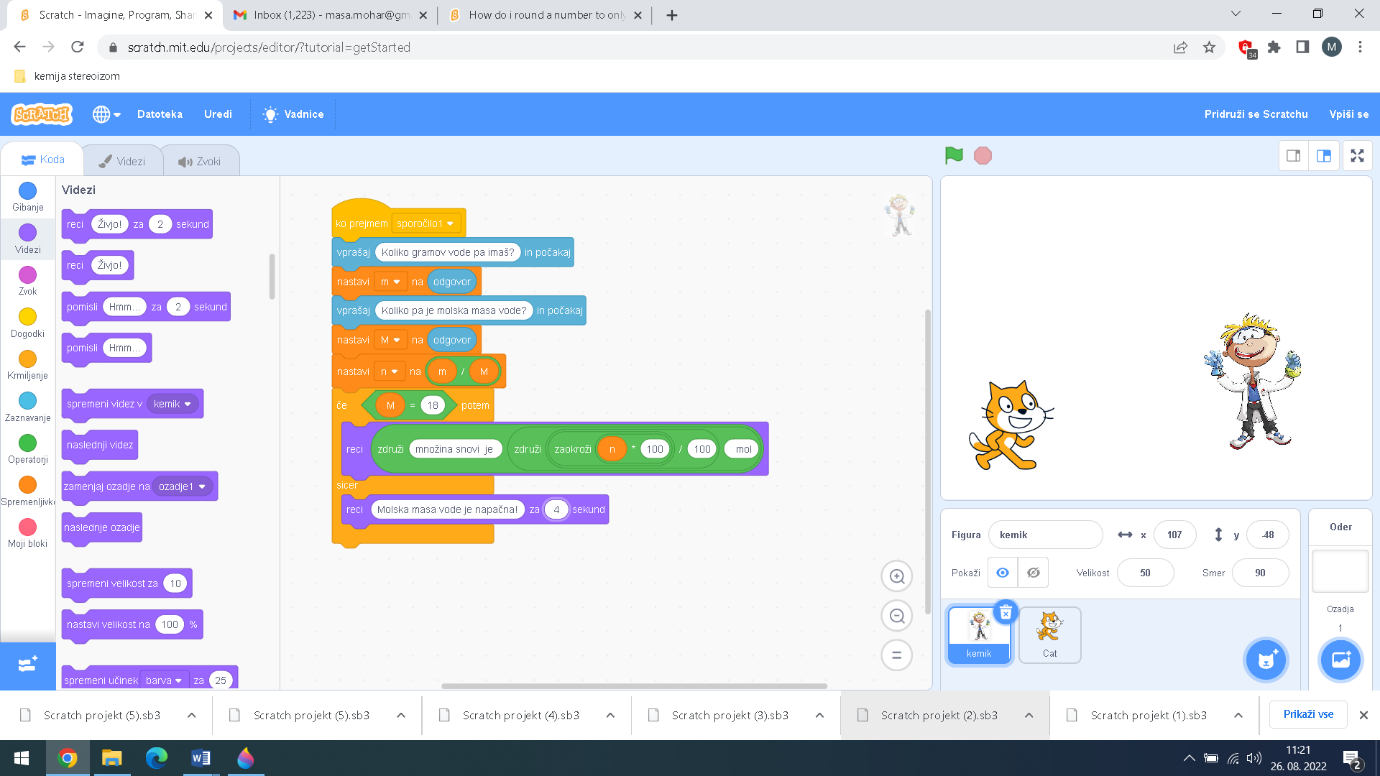 Scratch - Imagine, Program, Shar
Inbox (1,223) - masa.mohar@gm
How do i round a number to only
scratch.mit.edu/projects/editor/?tutorial=getStarted
34
M
kemija stereoizom
SCRATCH
Datoteka
Uredi
Vadnice
Pridruži se Scratchu
Vpiši se
Koda
Videzi
Zvoki
Gibanje
Videzi
Zvok
Dogodki
Krmiljenje
Zaznavanje
Operatorji
Spremenljivke
Moji bloki
Videzi
reci Živjo! za 2 sekund
reci Živjo!
pomisli Hmm... za 2 sekund
pomisli Hmm...
spremeni videz v kemik
naslednji videz
zamenjaj ozadje na ozadje1
naslednje ozadje
spremeni velikost za 10
nastavi velikost na 100 %
spremeni učinek barva za 25
ko prejmem sporočilo1
vprašaj Koliko gramov vode pa imaš? in počakaj
nastavi m na odgovor
vprašaj Koliko pa je molska masa vode? in počakaj
nastavi M na odgovor
nastavi n na m / M
če M = 18 potem
reci združi množina snovi je združi zaokroži n * 100 / 100 mol
sicer
reci Molska masa vode je napačna! za 4 sekund
Figura kemik x 107 y -48
Pokaži Velikost 50 Smer 90
kemik
Cat
Oder
Ozadja
1
Scratch projekt (5).sb3
Scratch projekt (5).sb3
Scratch projekt (4).sb3
Scratch projekt (3).sb3
Scratch projekt (2).sb3
Scratch projekt (1).sb3
Prikaži vse
11:21
26. 08. 2022
2